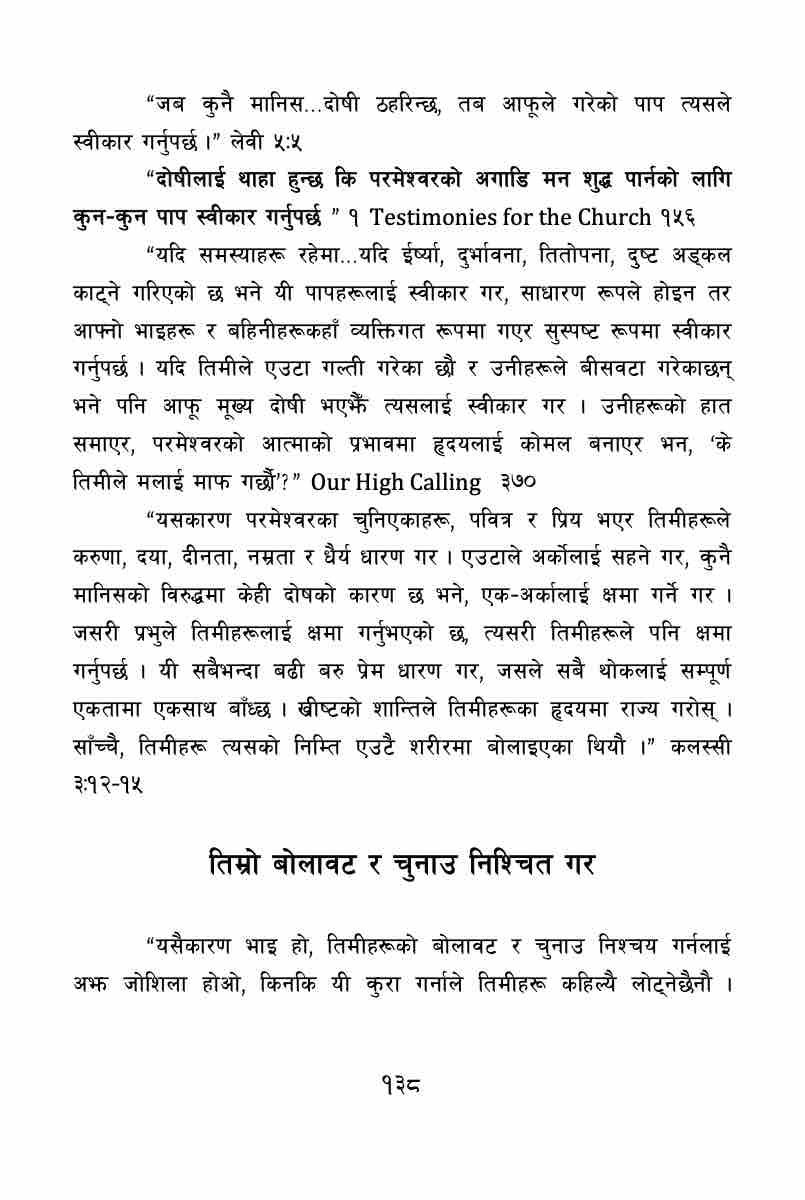 “जब कुनै मानिस...दोषी ठहरिन्छ, तब आफूले गरेको पाप त्यसले
स्वीकार गर्नुपर्छ ।” लेवी ५:५
“दोषीलाई थाहा हुन्छ कि परमेश्वरको अगाडि मन शुद्ध पार्नको लागि
कुन-कुन पाप स्वीकार गर्नुपर्छ ” १ Testimonies for the Church १५६
“यदि समस्याहरू रहेमा...यदि ईर्ष्या, दुर्भावना, तितोपना, दुष्ट अड्कल
काट्ने गरिएको छ भने यी पापहरूलाई स्वीकार गर, साधारण रूपले होइन तर
आफ्नो भाइहरू र बहिनीहरूकहाँ व्यक्तिगत रूपमा गएर सुस्पष्ट रूपमा स्वीकार
गर्नुपर्छ । यदि तिमीले एउटा गल्ती गरेका छौ र उनीहरूले बीसवटा गरेकाछन्
भने पनि आफू मूख्य दोषी भएझैँ त्यसलाई स्वीकार गर । उनीहरूको हात
समाएर, परमेश्वरको आत्माको प्रभावमा हृदयलाई कोमल बनाएर भन, ‘के
तिमीले मलाई माफ गर्छौ’?” Our High Calling ३७०
“यसकारण परमेश्वरका चुनिएकाहरू, पवित्र र प्रिय भएर तिमीहरूले
करुणा, दया, दीनता, नम्रता र धैर्य धारण गर । एउटाले अर्कोलाई सहने गर, कुनै
मानिसको विरुद्धमा केही दोषको कारण छ भने, एक-अर्कालाई क्षमा गर्ने गर ।
जसरी प्रभुले तिमीहरूलाई क्षमा गर्नुभएको छ, त्यसरी तिमीहरूले पनि क्षमा
गर्नुपर्छ । यी सबैभन्दा बढी बरु प्रेम धारण गर, जसले सबै थोकलाई सम्पूर्ण
एकतामा एकसाथ बाँध्छ । ख्रीष्टको शान्तिले तिमीहरूका हृदयमा राज्य गरोस् ।
साँच्चै, तिमीहरू त्यसको निम्ति एउटै शरीरमा बोलाइएका थियौ ।” कलस्सी
३:१२-१५
तिम्रो बोलावट र चुनाउ निश्चित गर
“यसैकारण भाइ हो, तिमीहरूको बोलावट र चुनाउ निश्चय गर्नलाई
अझ जोशिला होओ, किनकि यी कुरा गर्नाले तिमीहरू कहिल्यै लोट्नेछैनौ ।
१३८